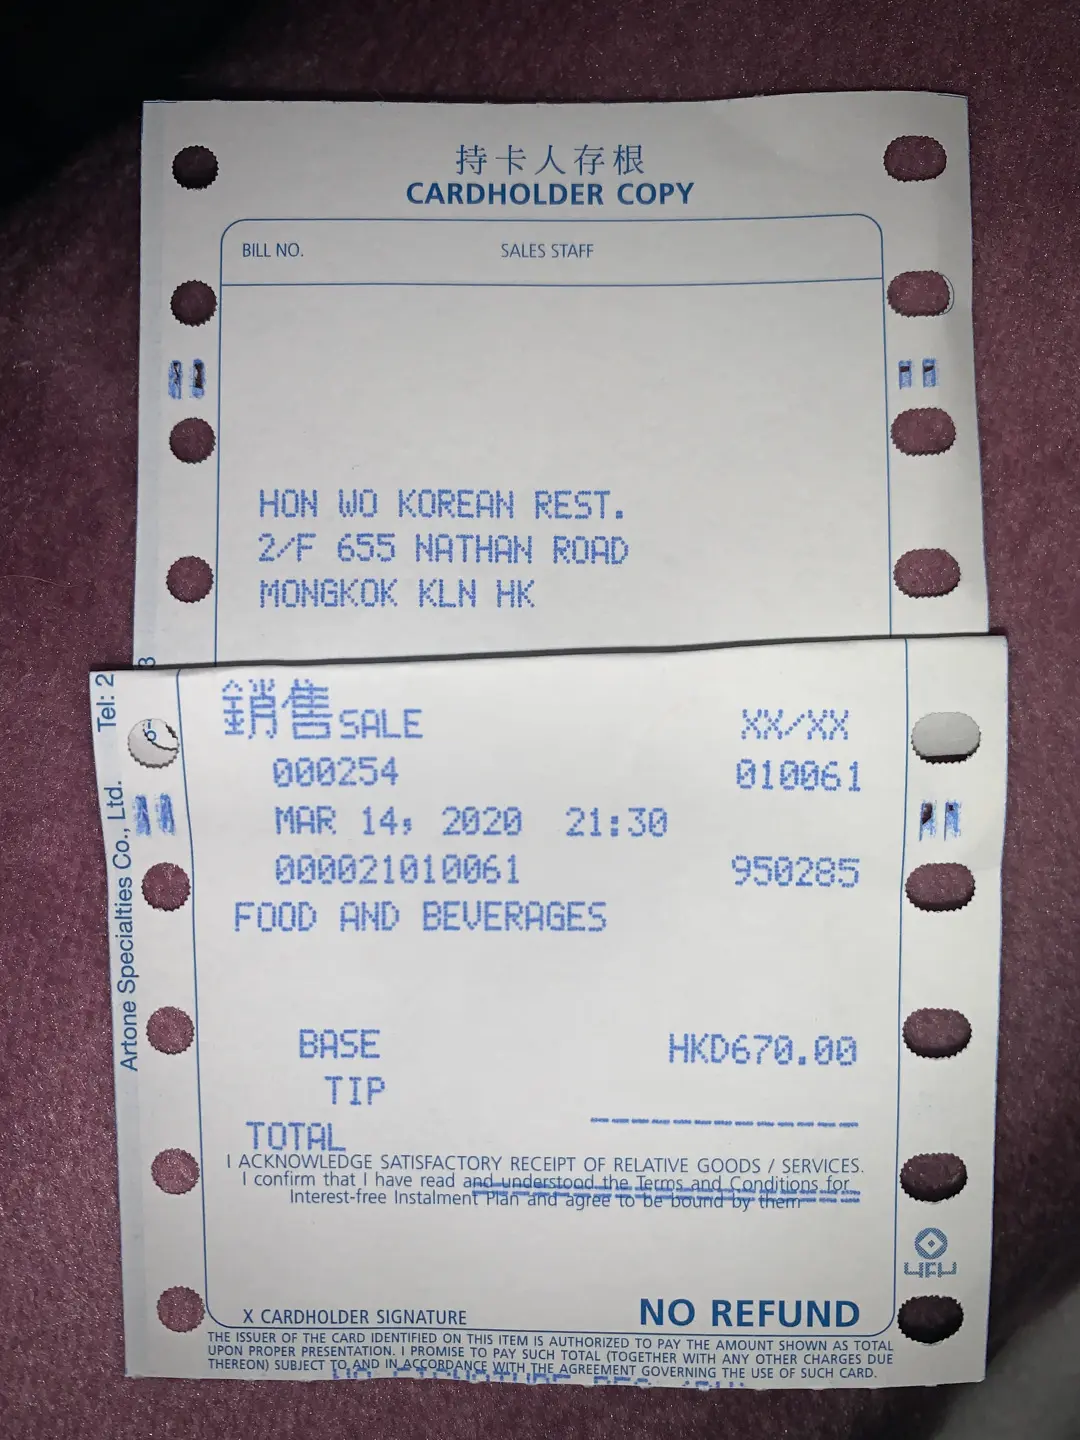 持卡人存根
CARDHOLDER COPY
BILL NO. SALES STAFF
HON WO KOREAN REST.
2/F 655 NATHAN ROAD
MONGKOK KLN HK
銷售SALE XX/XX
000254 010061
MAR 14, 2020 21:30
000021010061 950285
FOOD AND BEVERAGES
BASE HKD670.00
TIP
TOTAL
I ACKNOWLEDGE SATISFACTORY RECEIPT OF RELATIVE GOODS / SERVICES.
I confirm that I have read and understood the Terms and Conditions for
Interest-free Instalment Plan and agree to be bound by them
X CARDHOLDER SIGNATURE NO REFUND
THE ISSUER OF THE CARD IDENTIFIED ON THIS ITEM IS AUTHORIZED TO PAY THE AMOUNT SHOWN AS TOTAL
UPON PROPER PRESENTATION. I PROMISE TO PAY SUCH TOTAL (TOGETHER WITH ANY OTHER CHARGES DUE
THEREON) SUBJECT TO AND IN ACCORDANCE WITH THE AGREEMENT GOVERNING THE USE OF SUCH CARD.
Artone Specialties Co., Ltd. Tel: 2